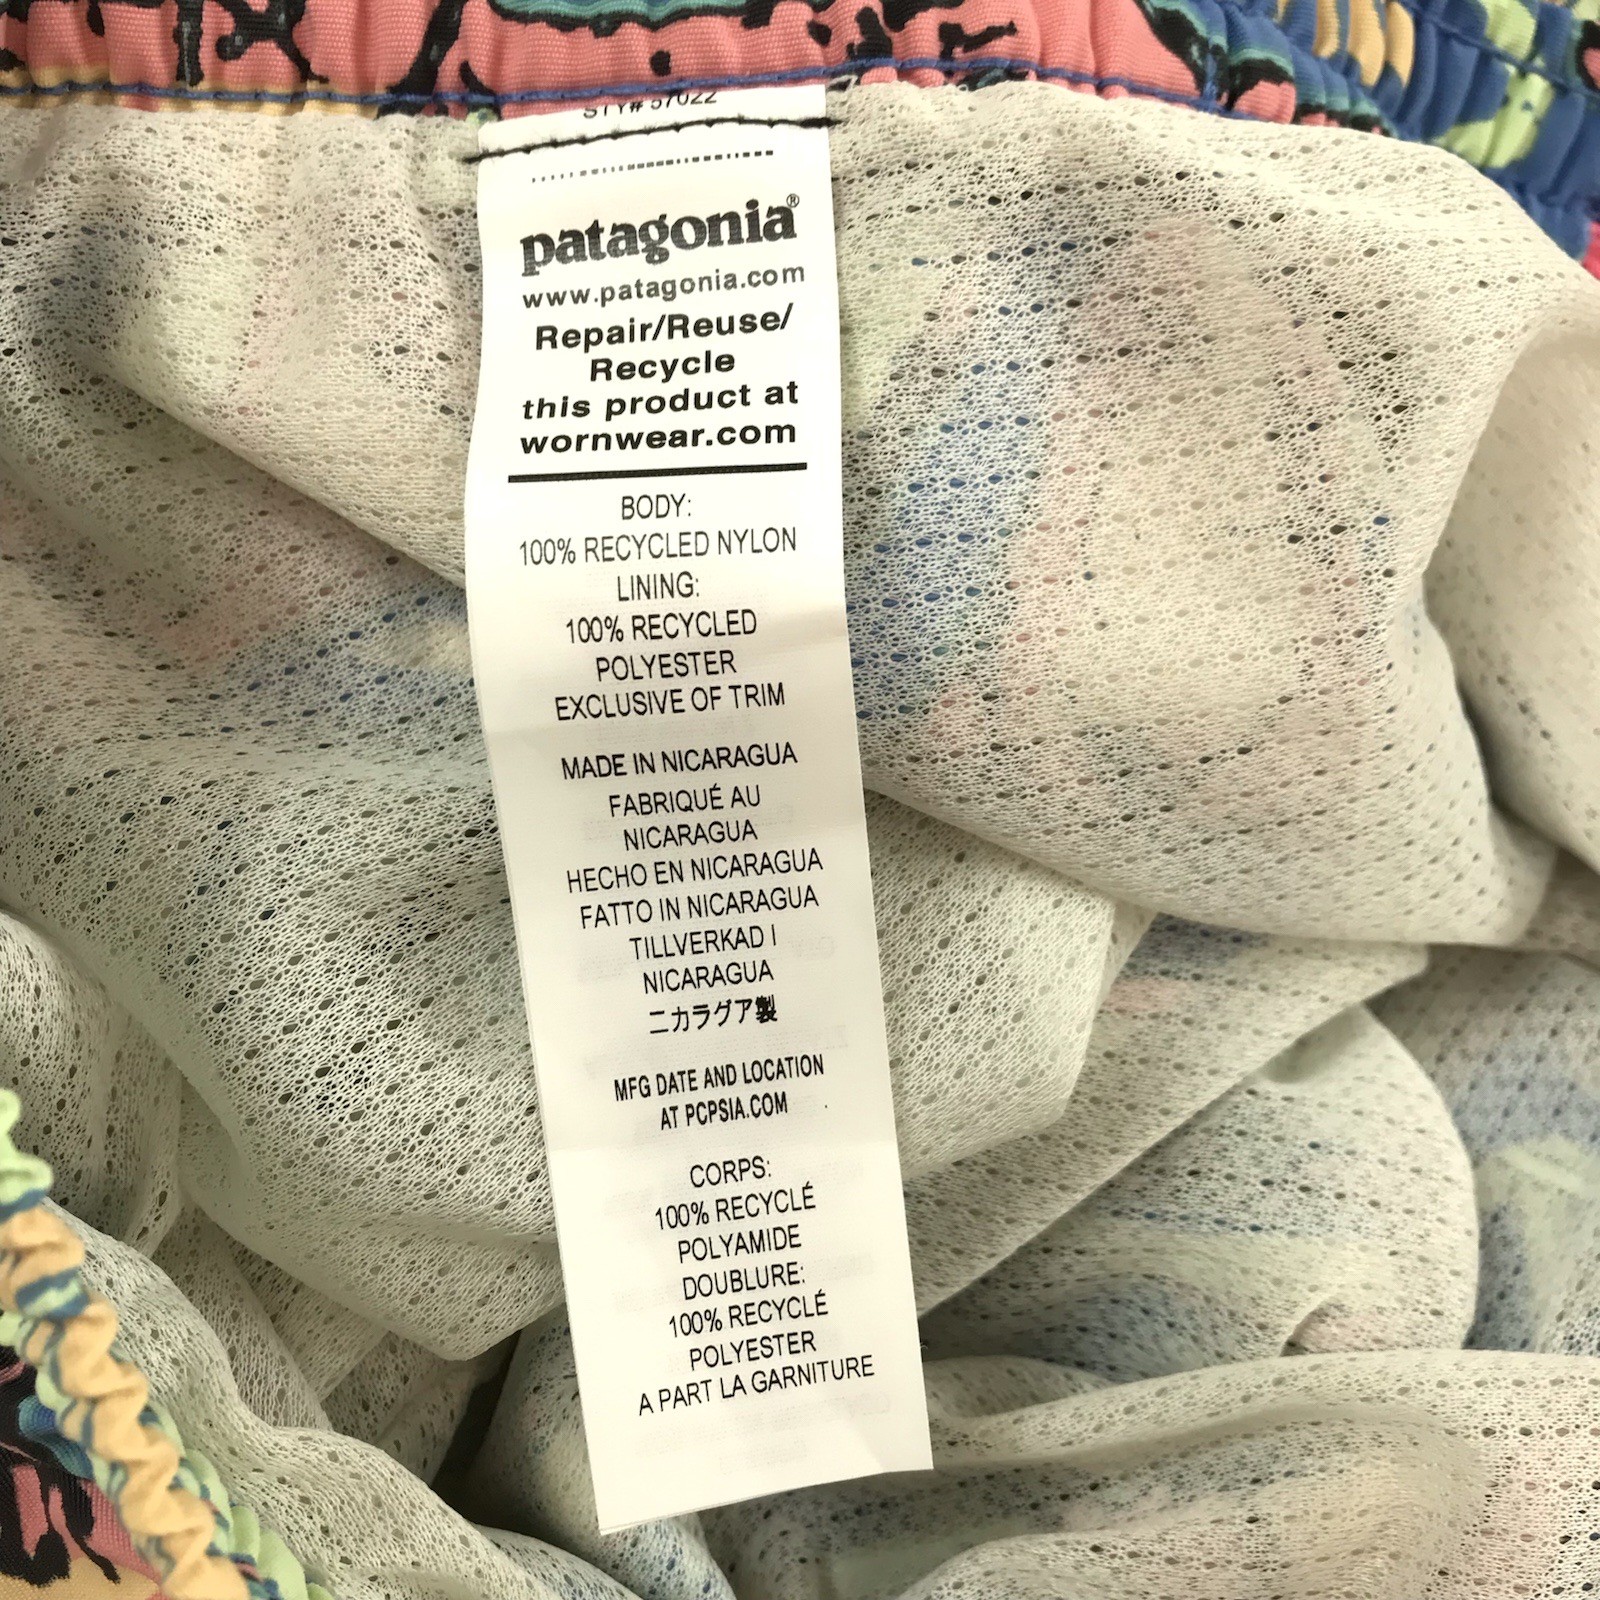 STY# 57022
patagonia®
www.patagonia.com
Repair/Reuse/
Recycle
this product at
wornwear.com
BODY:
100% RECYCLED NYLON
LINING:
100% RECYCLED
POLYESTER
EXCLUSIVE OF TRIM
MADE IN NICARAGUA
FABRIQUÉ AU
NICARAGUA
HECHO EN NICARAGUA
FATTO IN NICARAGUA
TILLVERKAD I
NICARAGUA
ニカラグア製
MFG DATE AND LOCATION
AT PCPSIA.COM
CORPS:
100% RECYCLÉ
POLYAMIDE
DOUBLURE:
100% RECYCLÉ
POLYESTER
A PART LA GARNITURE